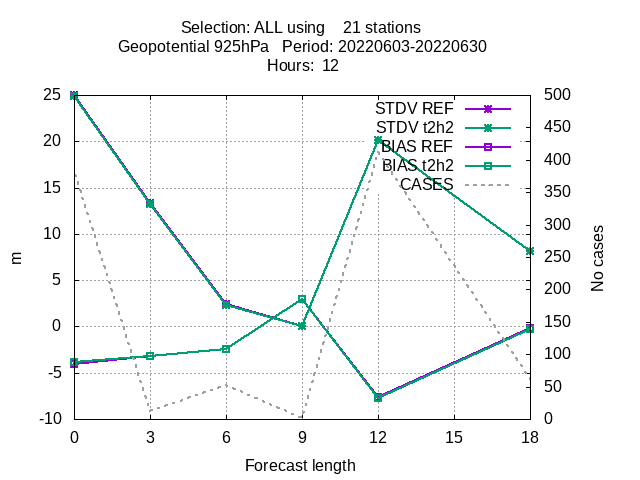 Selection: ALL using    21 stations
Geopotential 925hPa   Period: 20220603-20220630
Hours:  12
25
20
15
10
5
0
-5
-10
500
450
400
350
300
250
200
150
100
50
0
STDV REF
STDV t2h2
BIAS REF
BIAS t2h2
CASES
m
No cases
0 3 6 9 12 15 18
Forecast length